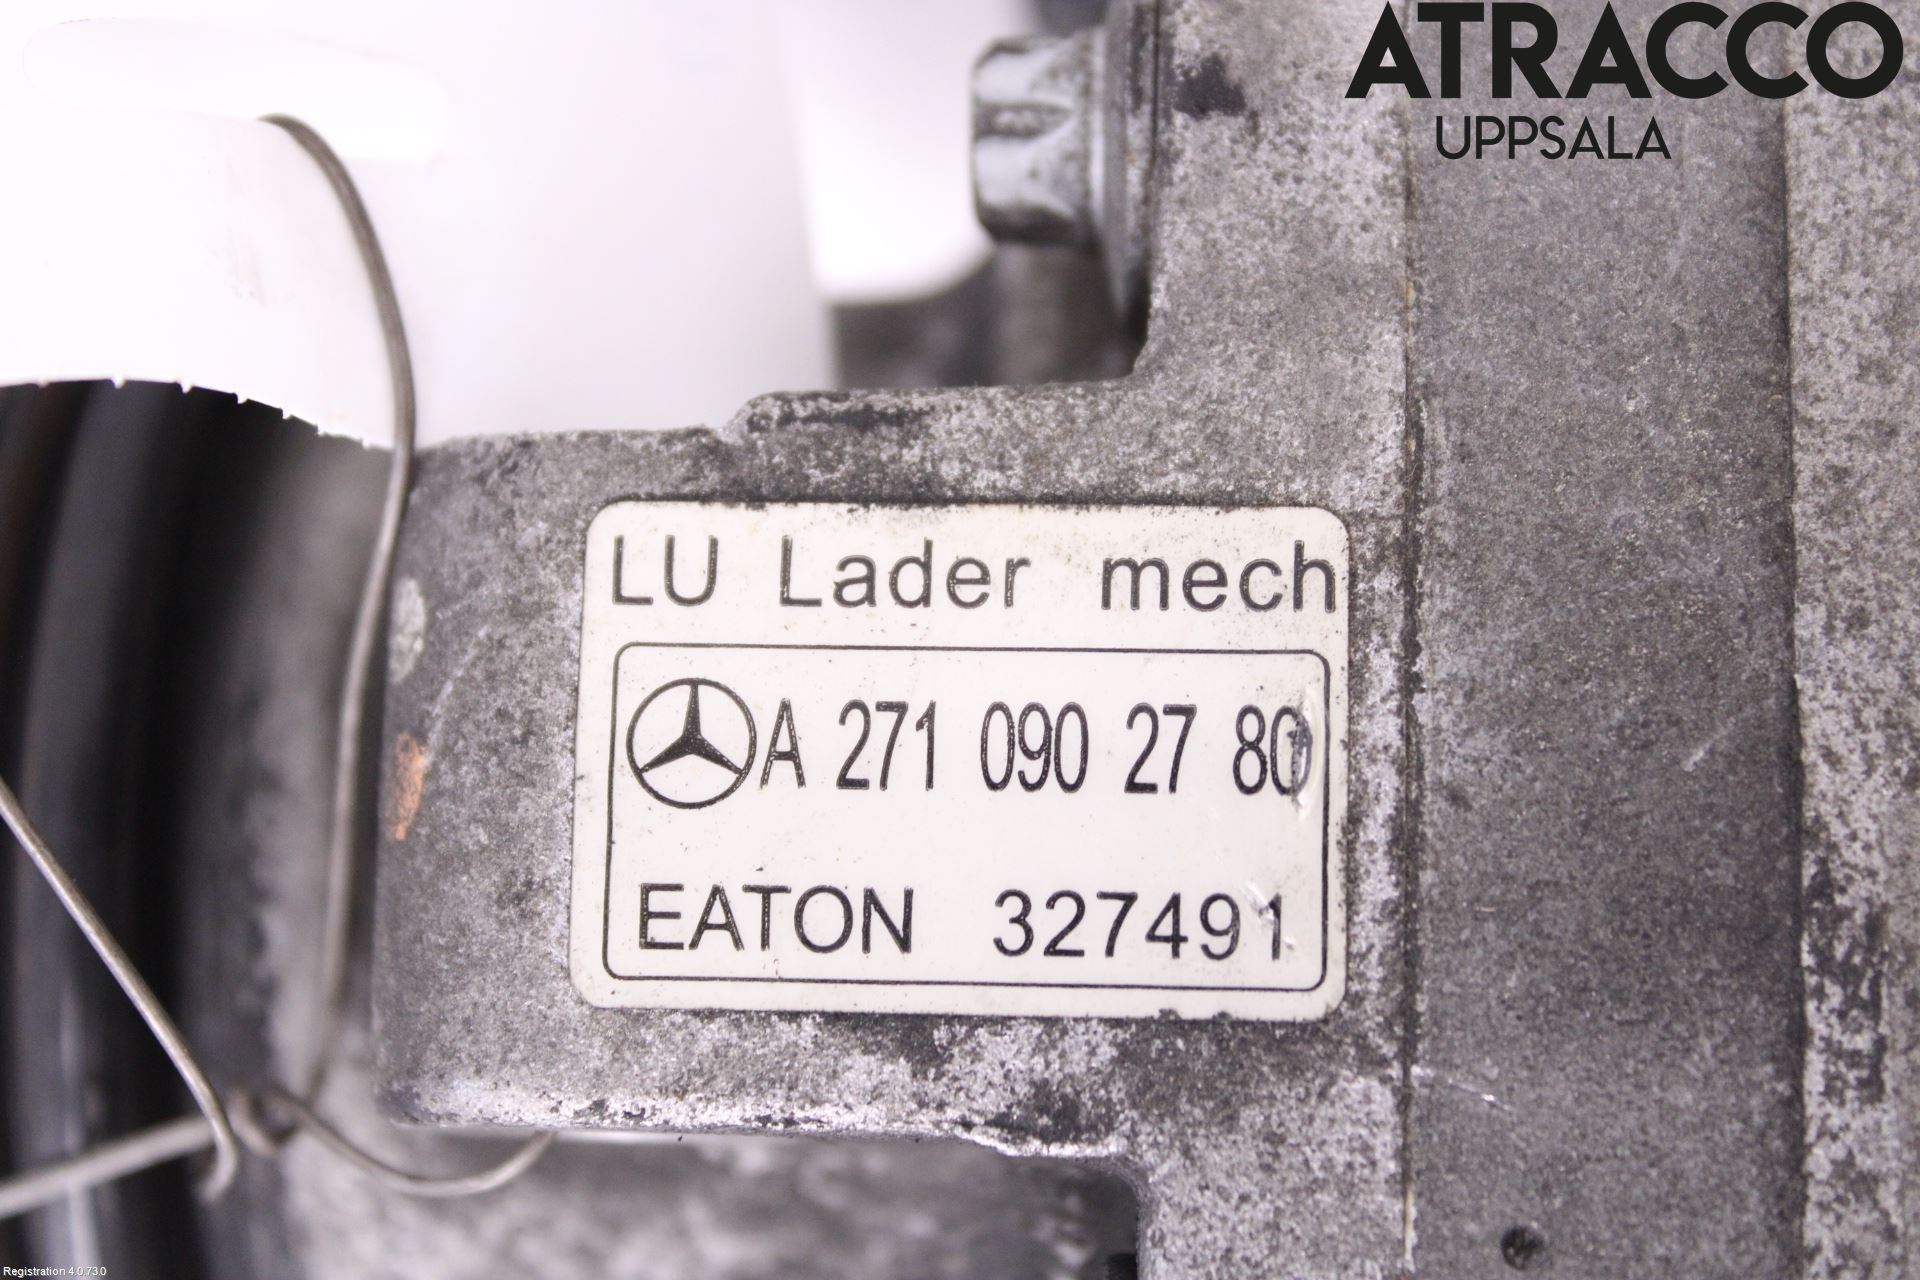 ATRACCO
UPPSALA
LU Lader mech
A 271 090 27 80
EATON 327491
Registration 4.0.73.0